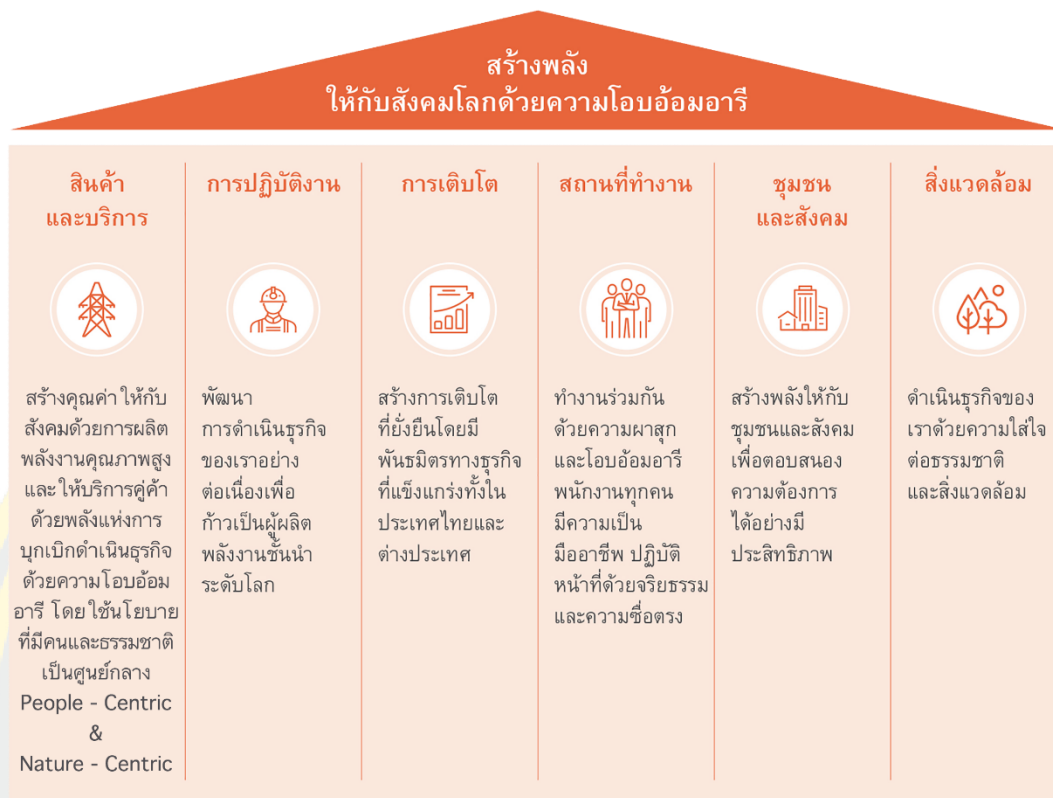 สร้างพลัง
ให้กับสังคมโลกด้วยความโอบอ้อมอารี
สินค้า
และบริการ
สร้างคุณค่า ให้กับ
สังคมด้วยการผลิต
พลังงานคุณภาพสูง
และ ให้บริการคู่ค้า
ด้วยพลังแห่งการ
บุกเบิกดำเนินธุรกิจ
ด้วยความโอบอ้อม
อารี โดยใช้นโยบาย
ที่มีคนและธรรมชาติ
เป็นศูนย์กลาง
People - Centric
&
Nature - Centric
การปฏิบัติงาน
พัฒนา
การดำเนินธุรกิจ
ของเราอย่าง
ต่อเนื่องเพื่อ
ก้าวเป็นผู้ผลิต
พลังงานชั้นนำ
ระดับโลก
การเติบโต
สร้างการเติบโต
ที่ยั่งยืนโดยมี
พันธมิตรทางธุรกิจ
ที่แข็งแกร่งทั้งใน
ประเทศไทยและ
ต่างประเทศ
สถานที่ทำงาน
ทำงานร่วมกัน
ด้วยความผาสุก
และโอบอ้อมอารี
พนักงานทุกคน
มีความเป็น
มืออาชีพ ปฏิบัติ
หน้าที่ด้วยจริยธรรม
และความซื่อตรง
ชุมชน
และสังคม
สร้างพลังให้กับ
ชุมชนและสังคม
เพื่อตอบสนอง
ความต้องการ
ได้อย่างมี
ประสิทธิภาพ
สิ่งแวดล้อม
ดำเนินธุรกิจของ
เราด้วยความใส่ใจ
ต่อธรรมชาติ
และสิ่งแวดล้อม